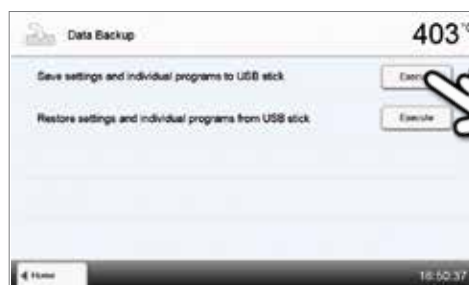 Data Backup 403 °C
Save settings and individual programs to USB stick Execute
Restore settings and individual programs from USB stick Execute
Home 16:50:37